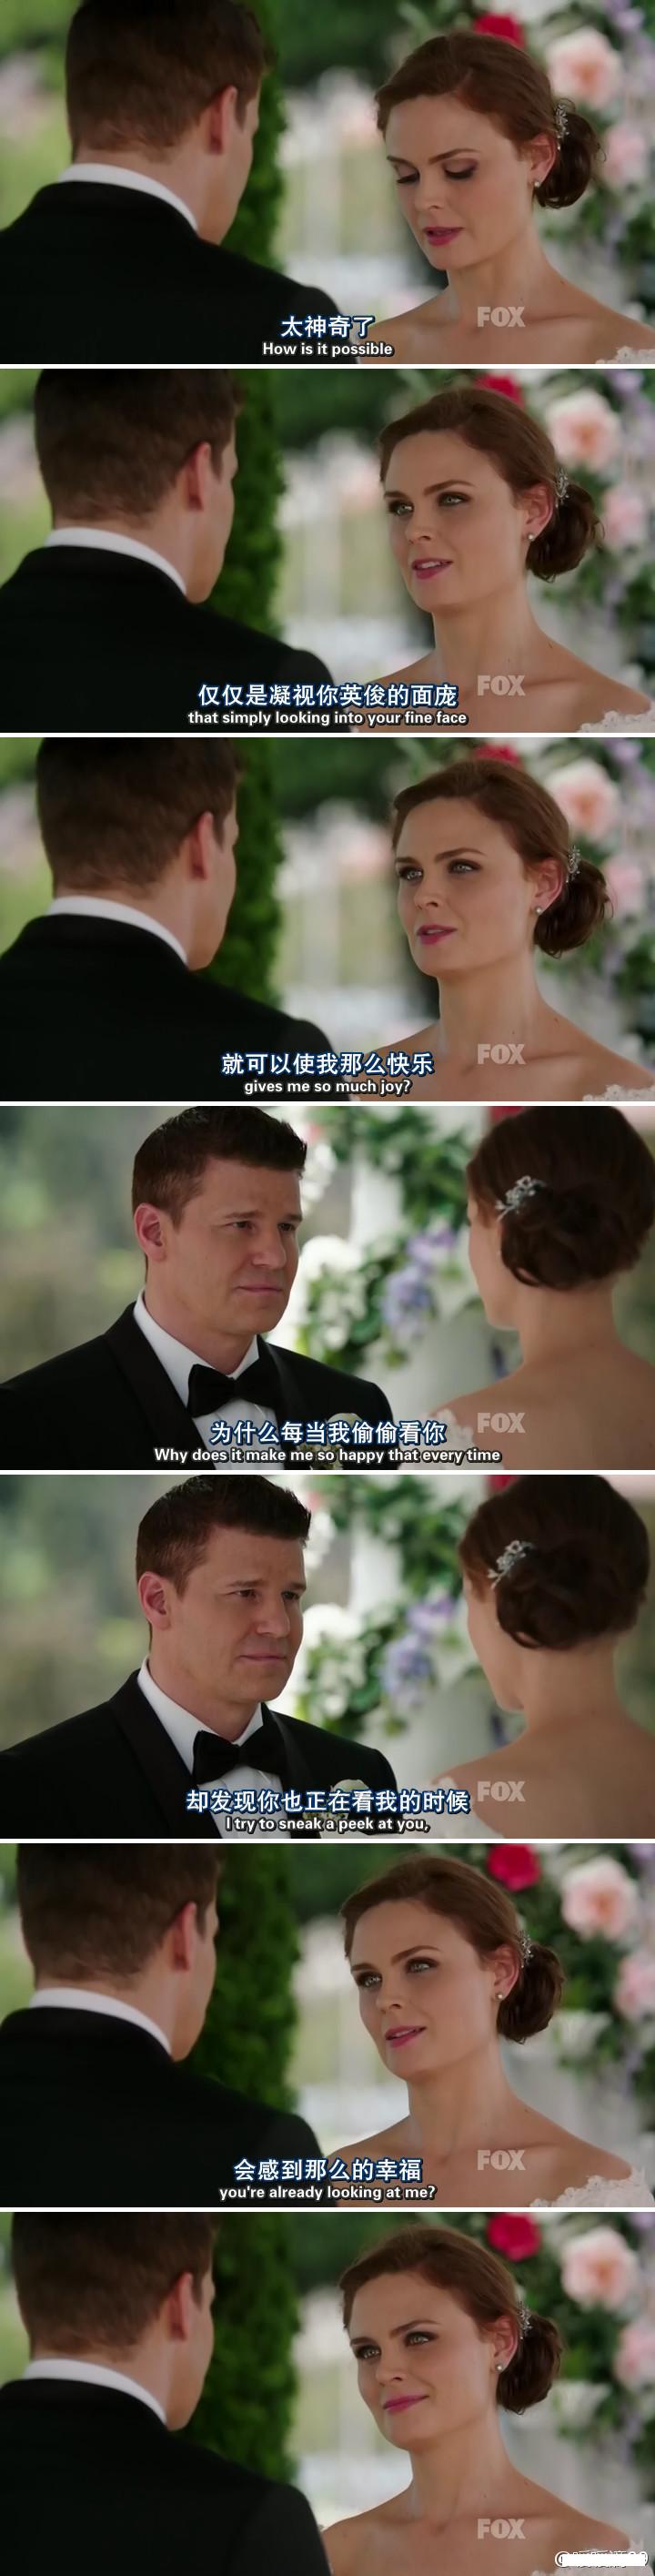 FOX
太神奇了
How is it possible
FOX
仅仅是凝视你英俊的面庞
that simply looking into your fine face
FOX
就可以使我那么快乐
gives me so much joy?
FOX
为什么每当我偷偷看你
Why does it make me so happy that every time
FOX
却发现你也正在看我的时候
I try to sneak a peek at you,
FOX
会感到那么的幸福
you're already looking at me?
FOX